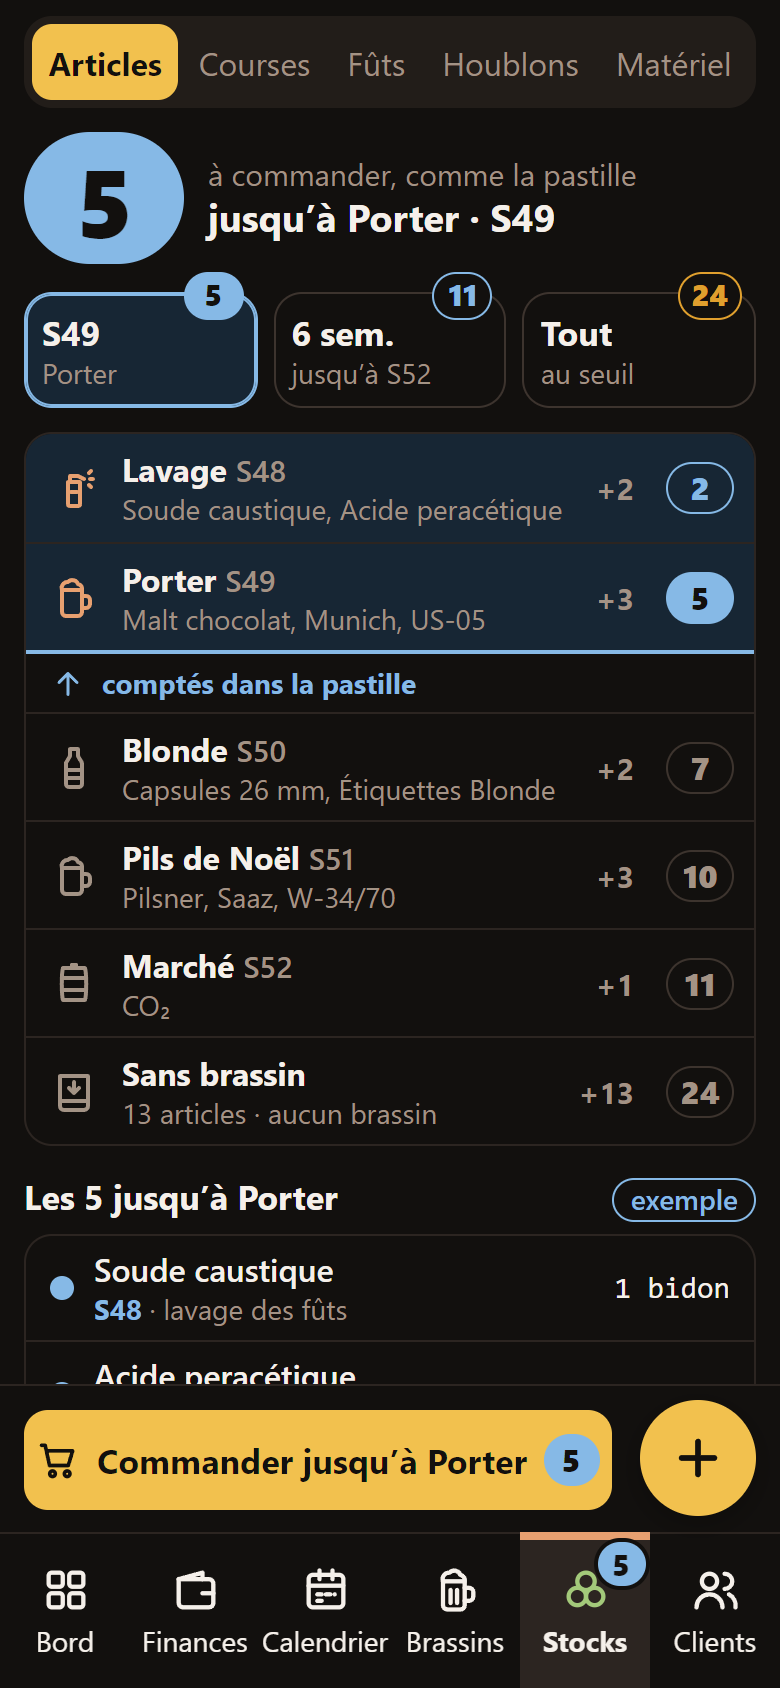 Articles Courses Fûts Houblons Matériel
5
à commander, comme la pastille
jusqu’à Porter · S49
5
S49
Porter
11
6 sem.
jusqu’à S52
24
Tout
au seuil
Lavage S48
Soude caustique, Acide peracétique
+2 2
Porter S49
Malt chocolat, Munich, US-05
+3 5
↑ comptés dans la pastille
Blonde S50
Capsules 26 mm, Étiquettes Blonde
+2 7
Pils de Noël S51
Pilsner, Saaz, W-34/70
+3 10
Marché S52
CO₂
+1 11
Sans brassin
13 articles · aucun brassin
+13 24
Les 5 jusqu’à Porter exemple
Soude caustique
S48 · lavage des fûts
1 bidon
Acide peracétique
Commander jusqu’à Porter 5
+
5
Bord Finances Calendrier Brassins Stocks Clients